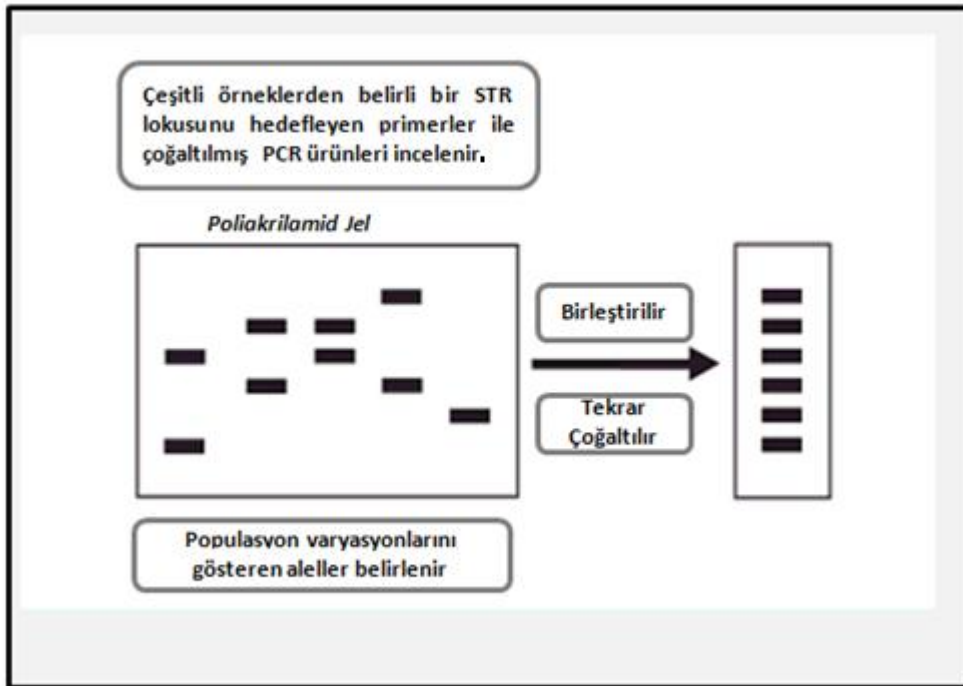 Çeşitli örneklerden belirli bir STR
lokusunu hedefleyen primerler ile
çoğaltılmış PCR ürünleri incelenir.
Poliakrilamid Jel
Birleştirilir
Tekrar
Çoğaltılır
Populasyon varyasyonlarını
gösteren aleller belirlenir